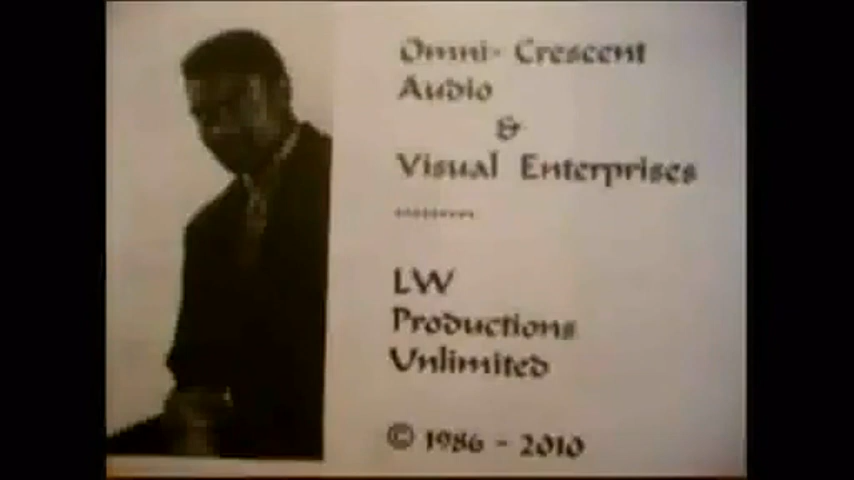 Omni- Crescent
Audio
&
Visual Enterprises
.........
LW
Productions
Unlimited
© 1986 - 2010